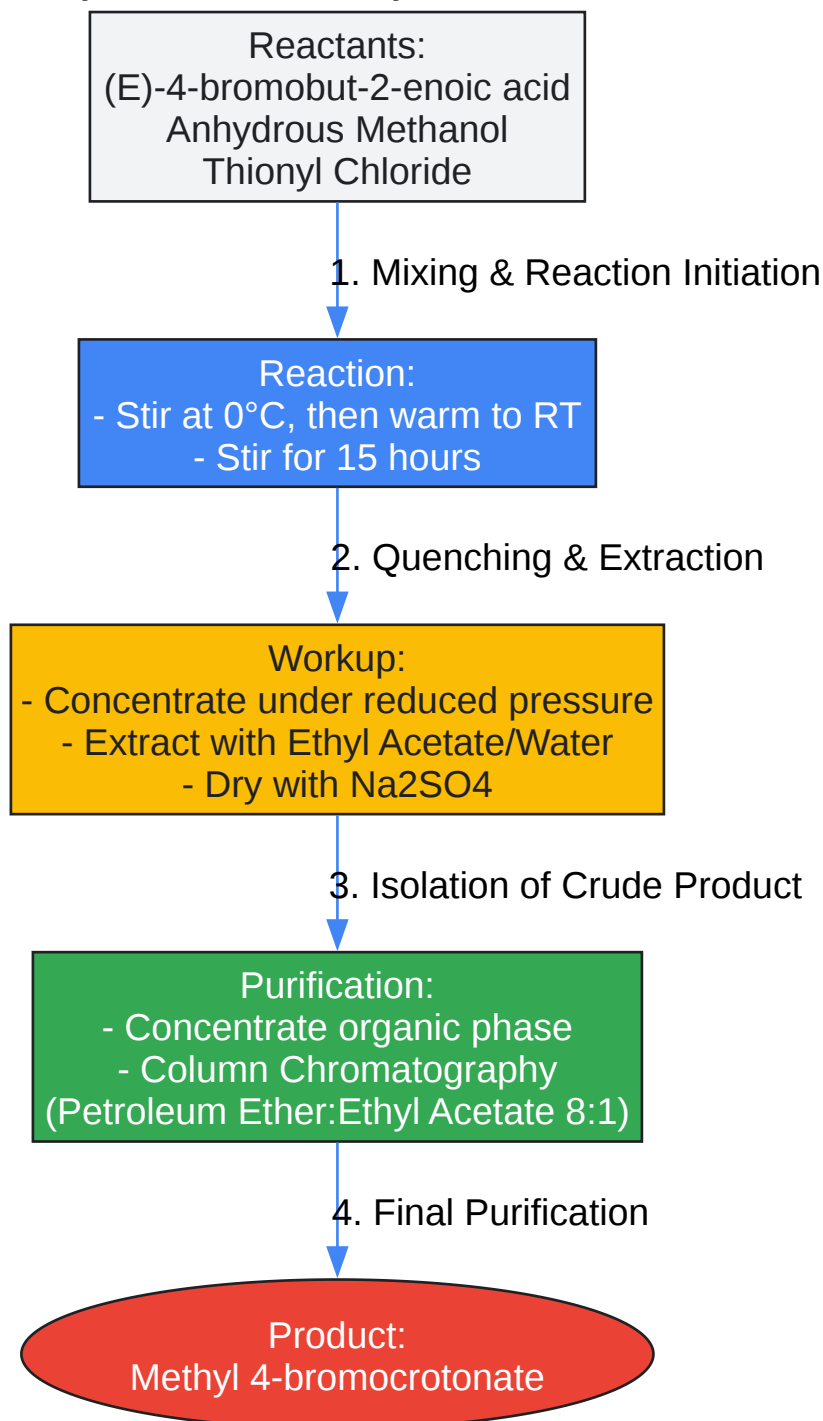 Reactants:
(E)-4-bromobut-2-enoic acid
Anhydrous Methanol
Thionyl Chloride
1. Mixing & Reaction Initiation
Reaction:
- Stir at 0°C, then warm to RT
- Stir for 15 hours
2. Quenching & Extraction
Workup:
- Concentrate under reduced pressure
- Extract with Ethyl Acetate/Water
- Dry with Na2SO4
3. Isolation of Crude Product
Purification:
- Concentrate organic phase
- Column Chromatography
(Petroleum Ether:Ethyl Acetate 8:1)
4. Final Purification
Product:
Methyl 4-bromocrotonate